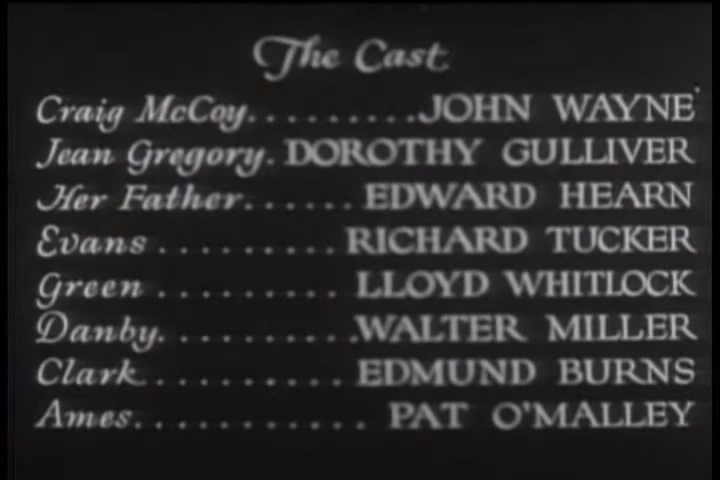 The Cast
Craig McCoy.........JOHN WAYNE
Jean Gregory. DOROTHY GULLIVER
Her Father...... EDWARD HEARN
Evans ......... RICHARD TUCKER
Green ......... LLOYD WHITLOCK
Danby..........WALTER MILLER
Clark.......... EDMUND BURNS
Ames............ PAT O'MALLEY